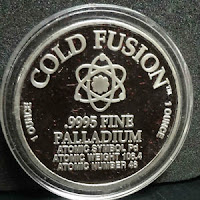 COLD FUSION™
1 OUNCE
1 OUNCE
.9995 FINE
PALLADIUM
ATOMIC SYMBOL Pd
ATOMIC WEIGHT 106.4
ATOMIC NUMBER 46